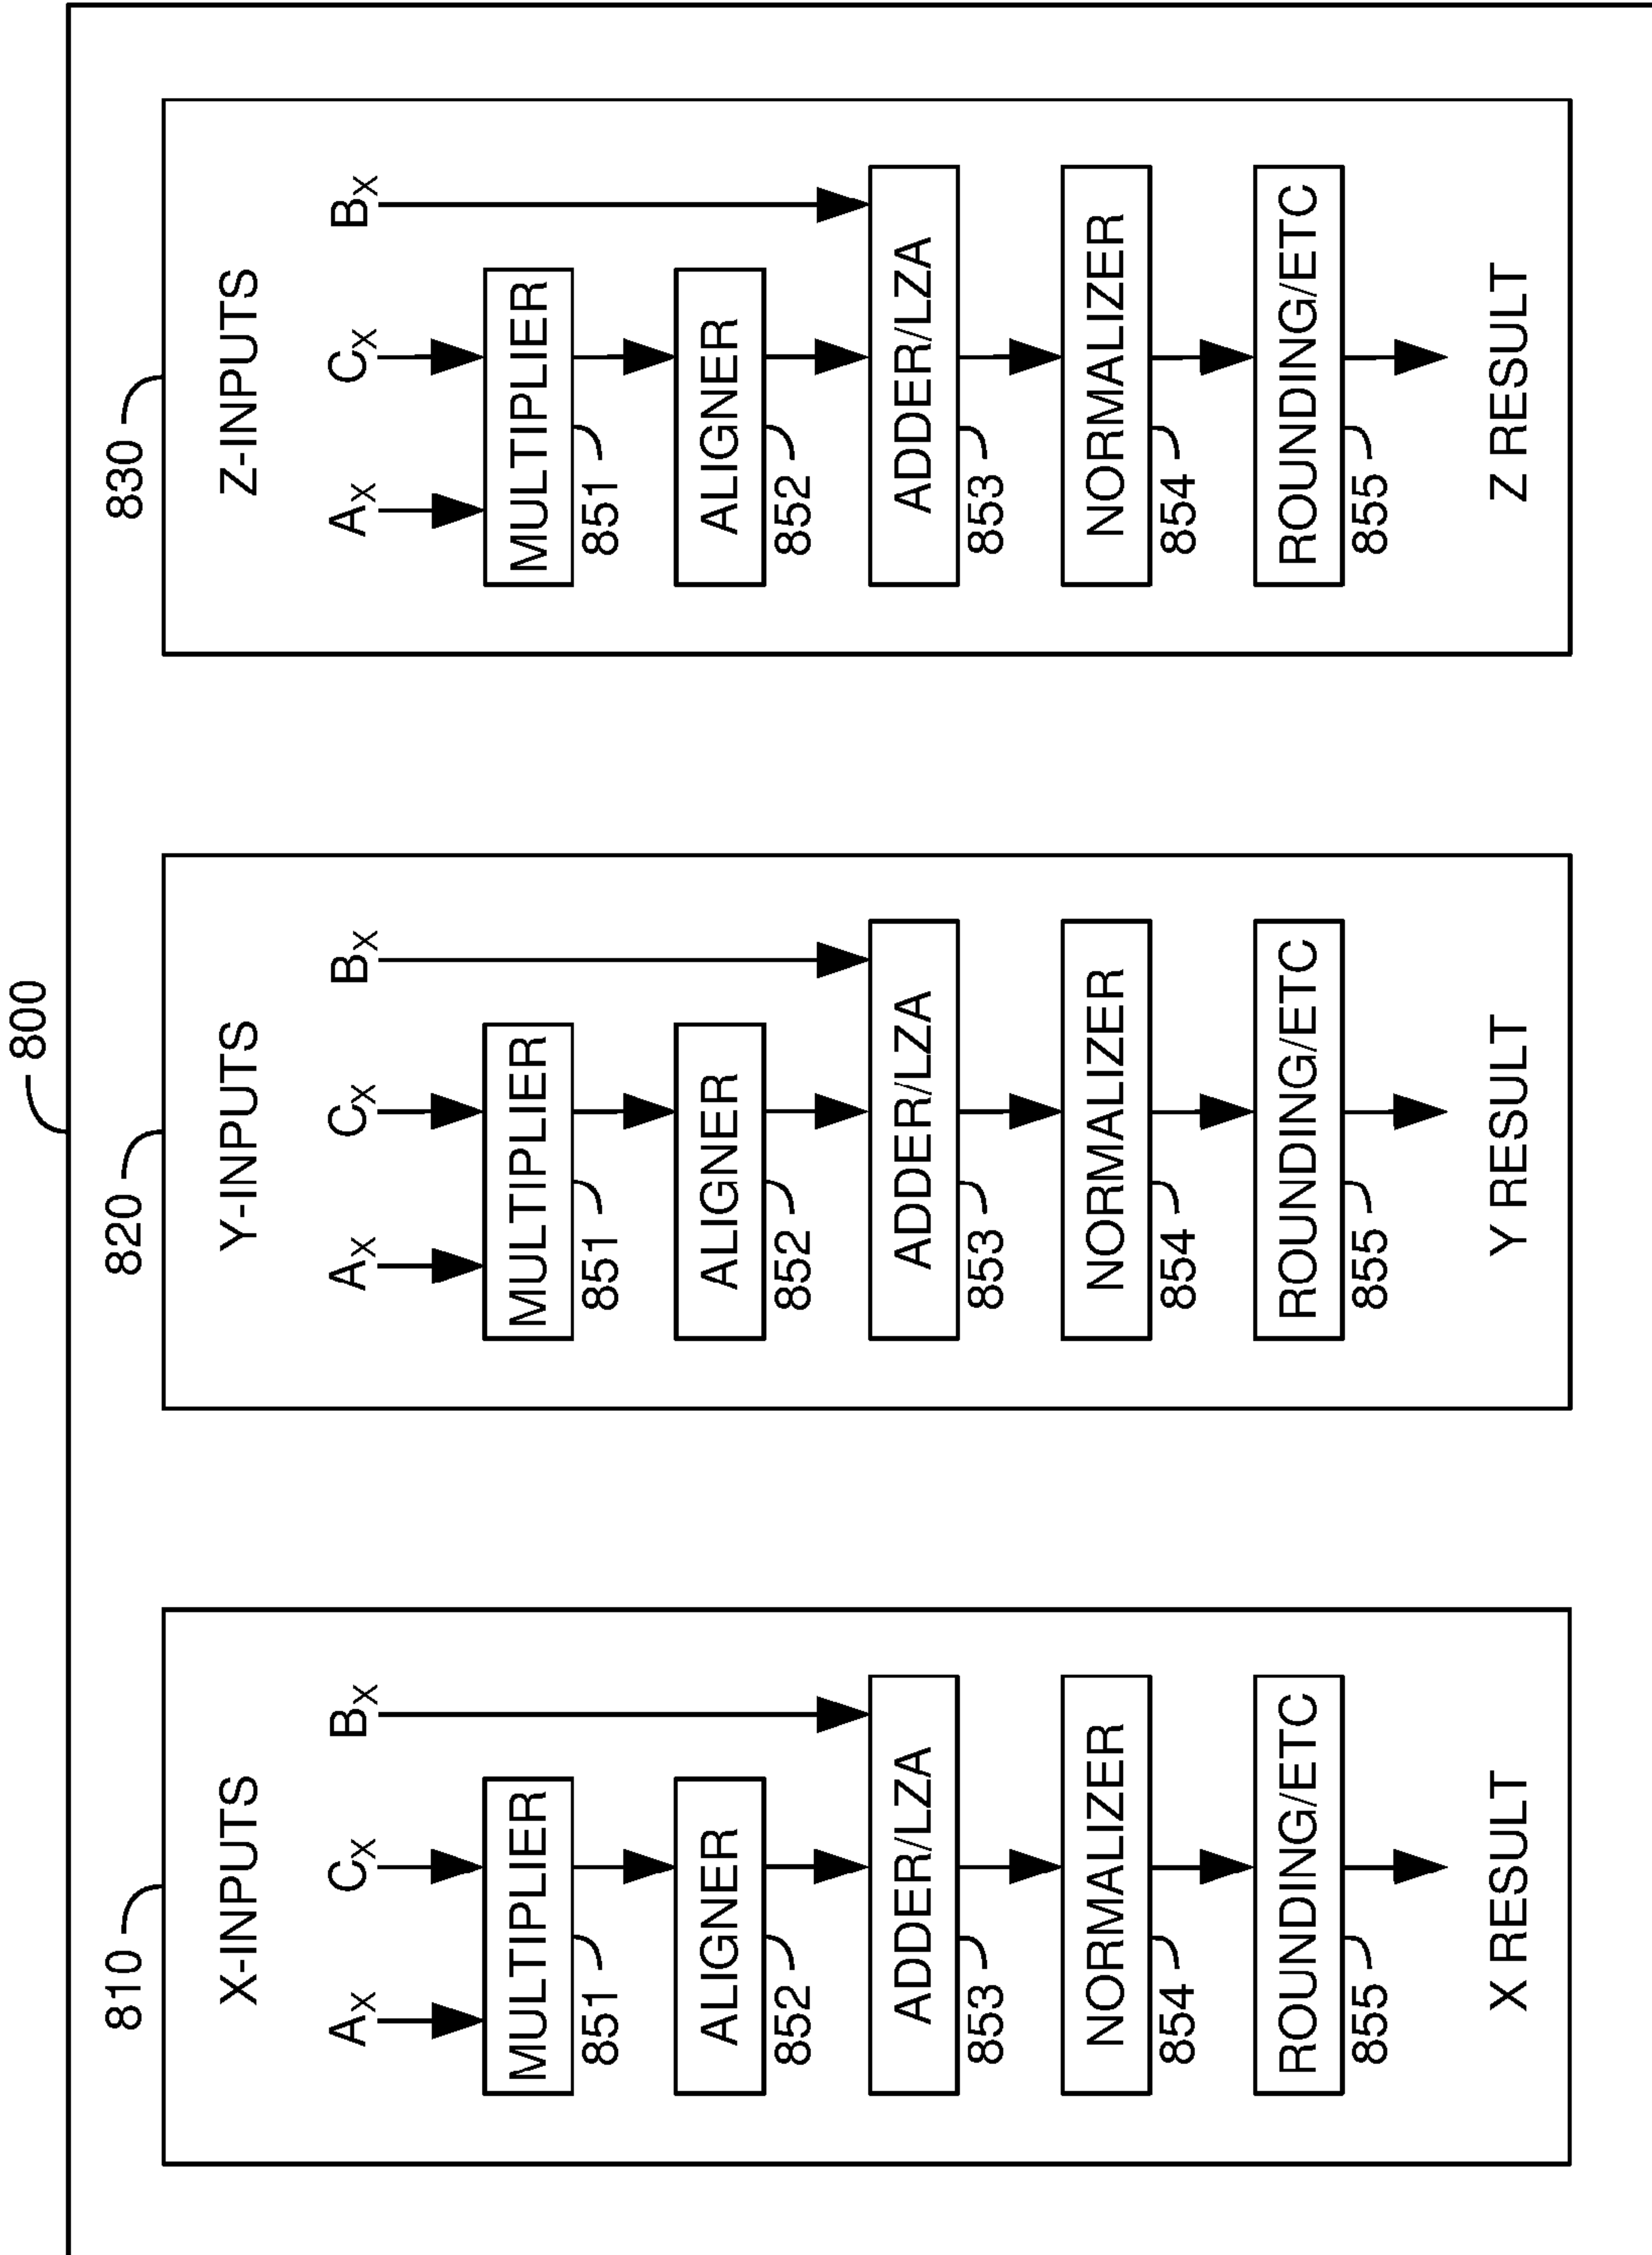 800
810
X-INPUTS
AX CX BX
MULTIPLIER
851
ALIGNER
852
ADDER/LZA
853
NORMALIZER
854
ROUNDING/ETC
855
X RESULT
820
Y-INPUTS
AX CX BX
MULTIPLIER
851
ALIGNER
852
ADDER/LZA
853
NORMALIZER
854
ROUNDING/ETC
855
Y RESULT
830
Z-INPUTS
AX CX BX
MULTIPLIER
851
ALIGNER
852
ADDER/LZA
853
NORMALIZER
854
ROUNDING/ETC
855
Z RESULT